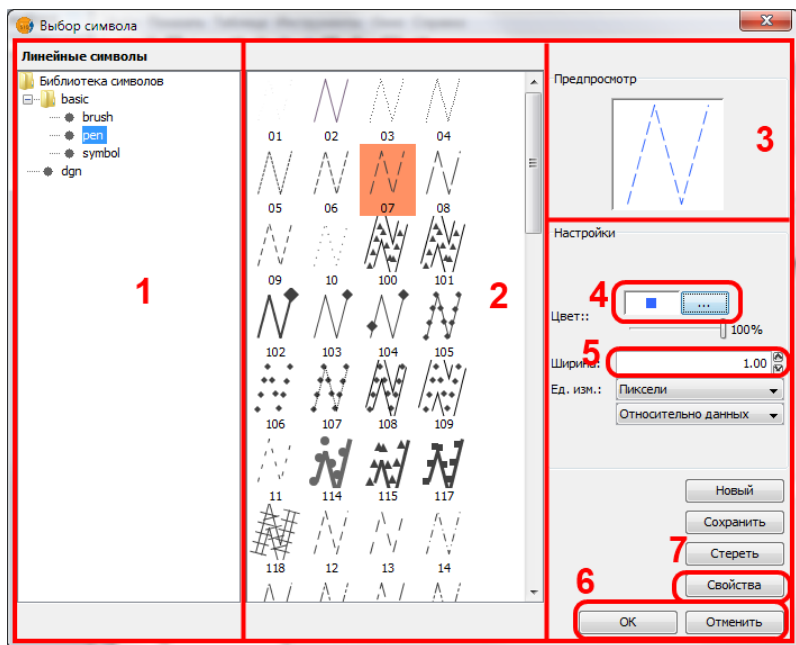 Выбор символа
Линейные символы
Библиотека символов
basic
brush
pen
symbol
dgn
1
01 02 03 04
05 06 07 08
09 10 100 101
102 103 104 105
106 107 108 109
11 114 115 117
118 12 13 14
2
Предпросмотр
3
Настройки
4
...
Цвет::
100%
5
Ширина:
1.00
Ед. изм.:
Пиксели
Относительно данных
Новый
Сохранить
7
Стереть
Свойства
6
OK
Отменить